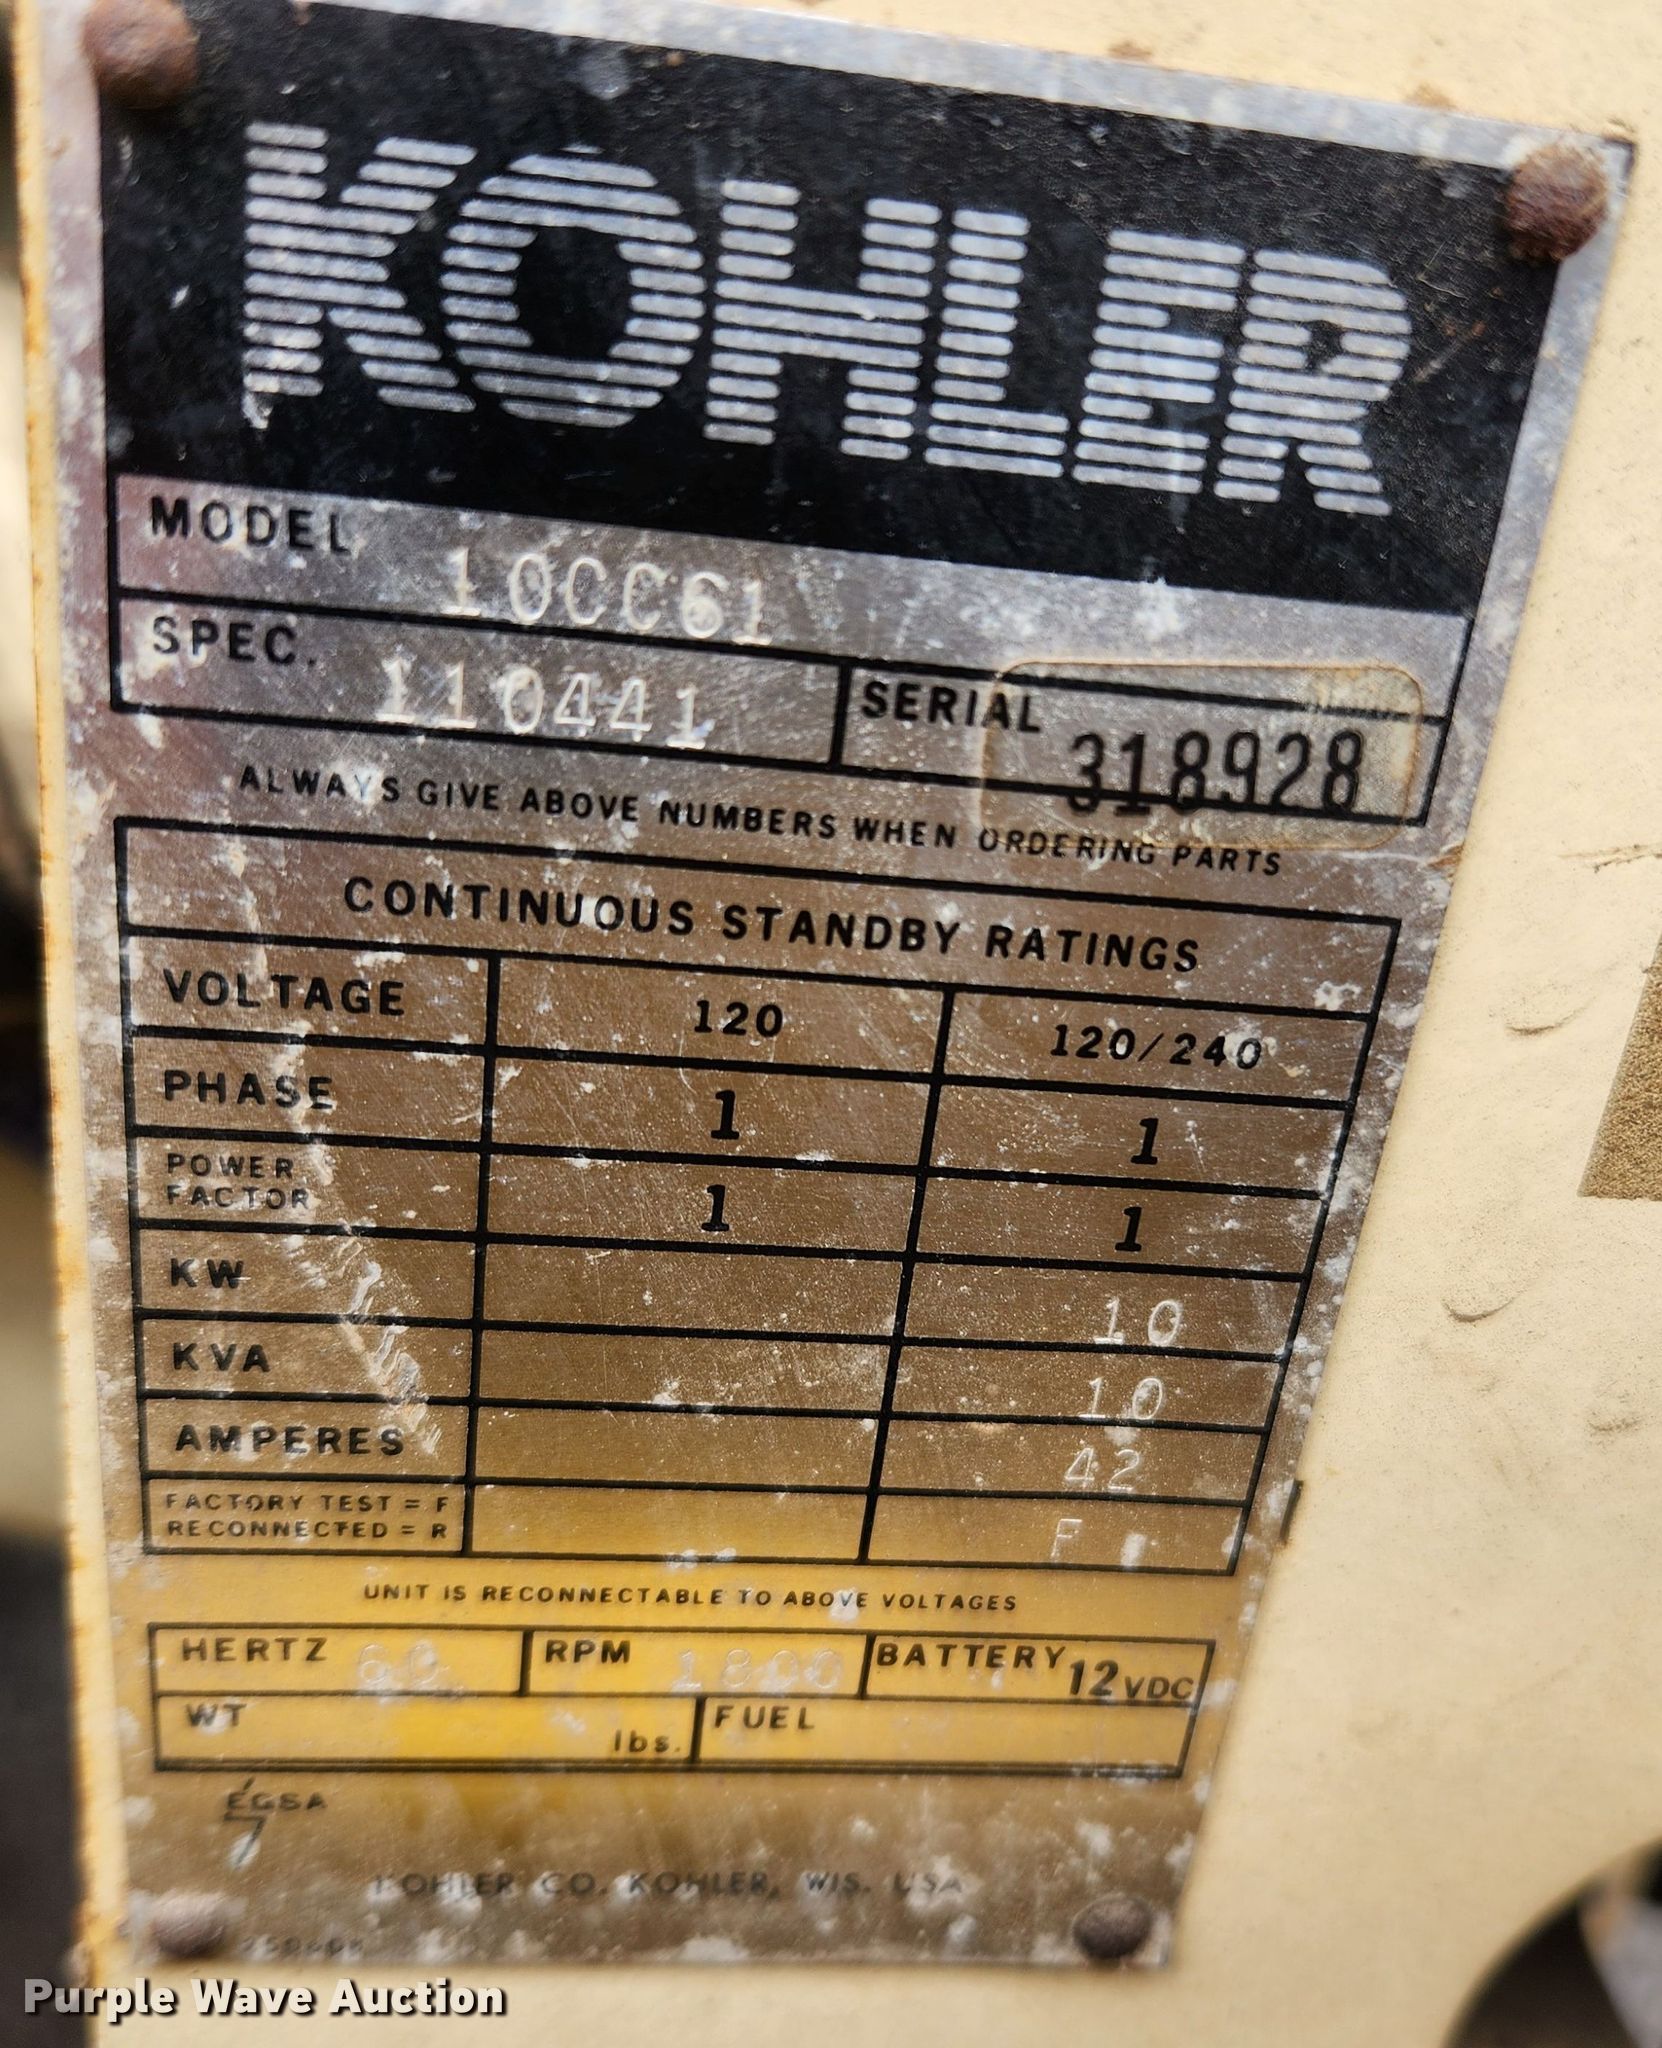 KOHLER
MODEL 10CC61
SPEC. 110441 SERIAL 318928
ALWAYS GIVE ABOVE NUMBERS WHEN ORDERING PARTS
CONTINUOUS STANDBY RATINGS
VOLTAGE 120 120/240
PHASE 1 1
POWER
FACTOR 1 1
KW 10
KVA 10
AMPERES 42
FACTORY TEST = F
RECONNECTED = R F
UNIT IS RECONNECTABLE TO ABOVE VOLTAGES
HERTZ 60 RPM 1800 BATTERY 12 VDC
WT lbs. FUEL
EGSA
KOHLER CO. KOHLER, WIS. USA
Purple Wave Auction